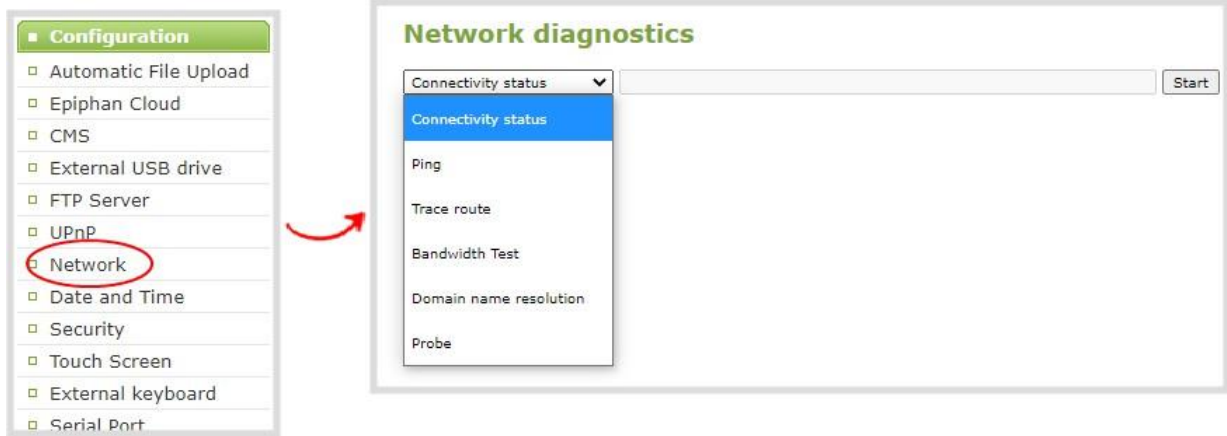 Configuration
Automatic File Upload
Epiphan Cloud
CMS
External USB drive
FTP Server
UPnP
Network
Date and Time
Security
Touch Screen
External keyboard
Serial Port
Network diagnostics
Connectivity status Start
Connectivity status
Ping
Trace route
Bandwidth Test
Domain name resolution
Probe